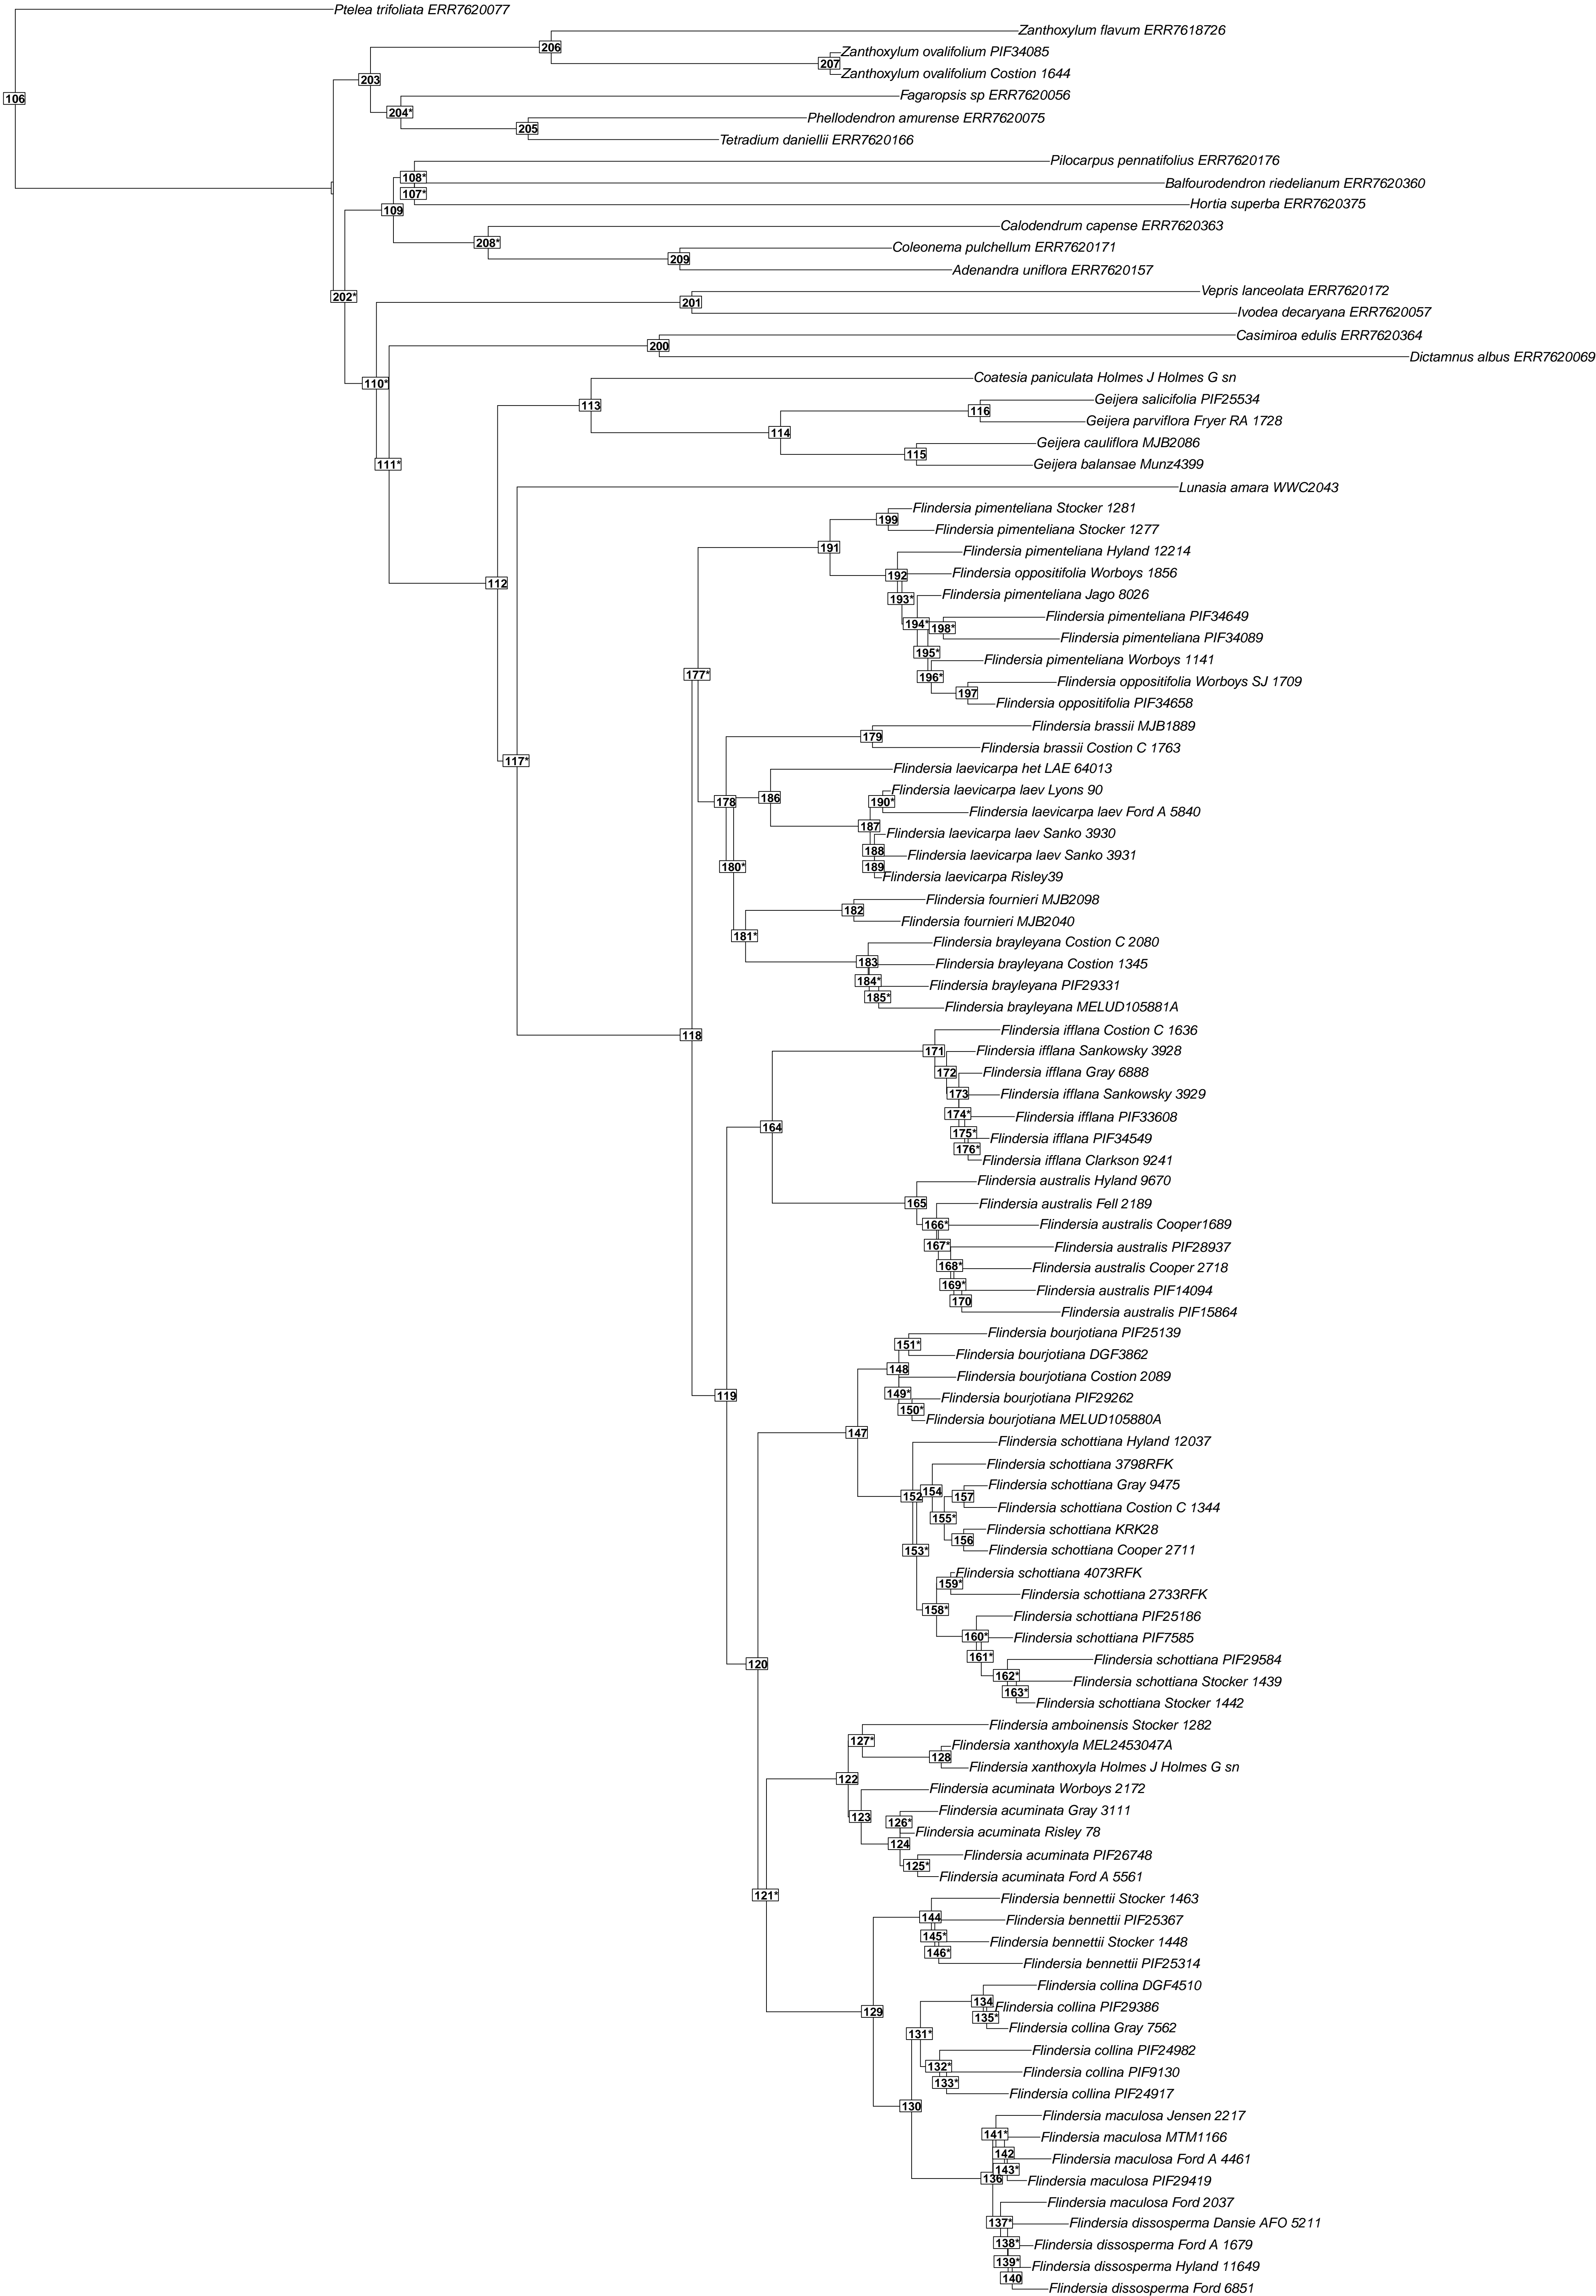 Ptelea trifoliata ERR7620077
Zanthoxylum flavum ERR7618726
206
Zanthoxylum ovalifolium PIF34085
207
Zanthoxylum ovalifolium Costion 1644
203
Fagaropsis sp ERR7620056
106
204*
Phellodendron amurense ERR7620075
205
Tetradium daniellii ERR7620166
Pilocarpus pennatifolius ERR7620176
108*
Balfourodendron riedelianum ERR7620360
107*
Hortia superba ERR7620375
109
Calodendrum capense ERR7620363
208*
Coleonema pulchellum ERR7620171
209
Adenandra uniflora ERR7620157
Vepris lanceolata ERR7620172
202*
201
Ivodea decaryana ERR7620057
Casimiroa edulis ERR7620364
200
Dictamnus albus ERR7620069
Coatesia paniculata Holmes J Holmes G sn
110*
Geijera salicifolia PIF25534
113
116
Geijera parviflora Fryer RA 1728
114
Geijera cauliflora MJB2086
115
Geijera balansae Munz4399
111*
Lunasia amara WWC2043
Flindersia pimenteliana Stocker 1281
199
Flindersia pimenteliana Stocker 1277
191
Flindersia pimenteliana Hyland 12214
Flindersia oppositifolia Worboys 1856
192
112
Flindersia pimenteliana Jago 8026
193*
Flindersia pimenteliana PIF34649
194*
198*
Flindersia pimenteliana PIF34089
195*
Flindersia pimenteliana Worboys 1141
177*
196*
Flindersia oppositifolia Worboys SJ 1709
197
Flindersia oppositifolia PIF34658
Flindersia brassii MJB1889
179
Flindersia brassii Costion C 1763
117*
Flindersia laevicarpa het LAE 64013
Flindersia laevicarpa laev Lyons 90
186
178
190*
Flindersia laevicarpa laev Ford A 5840
187
Flindersia laevicarpa laev Sanko 3930
188
Flindersia laevicarpa laev Sanko 3931
180*
189
Flindersia laevicarpa Risley39
Flindersia fournieri MJB2098
182
Flindersia fournieri MJB2040
181*
Flindersia brayleyana Costion C 2080
183
Flindersia brayleyana Costion 1345
184*
Flindersia brayleyana PIF29331
185*
Flindersia brayleyana MELUD105881A
118
Flindersia ifflana Costion C 1636
171
Flindersia ifflana Sankowsky 3928
172
Flindersia ifflana Gray 6888
173
Flindersia ifflana Sankowsky 3929
174*
Flindersia ifflana PIF33608
164
175*
Flindersia ifflana PIF34549
176*
Flindersia ifflana Clarkson 9241
Flindersia australis Hyland 9670
165
Flindersia australis Fell 2189
166*
Flindersia australis Cooper1689
167*
Flindersia australis PIF28937
168*
Flindersia australis Cooper 2718
169*
Flindersia australis PIF14094
170
Flindersia australis PIF15864
Flindersia bourjotiana PIF25139
151*
Flindersia bourjotiana DGF3862
148
Flindersia bourjotiana Costion 2089
119
149*
Flindersia bourjotiana PIF29262
150*
Flindersia bourjotiana MELUD105880A
147
Flindersia schottiana Hyland 12037
Flindersia schottiana 3798RFK
152
154
Flindersia schottiana Gray 9475
157
Flindersia schottiana Costion C 1344
155*
Flindersia schottiana KRK28
156
Flindersia schottiana Cooper 2711
153*
Flindersia schottiana 4073RFK
159*
Flindersia schottiana 2733RFK
158*
Flindersia schottiana PIF25186
160*
Flindersia schottiana PIF7585
161*
Flindersia schottiana PIF29584
120
162*
Flindersia schottiana Stocker 1439
163*
Flindersia schottiana Stocker 1442
Flindersia amboinensis Stocker 1282
127*
Flindersia xanthoxyla MEL2453047A
128
Flindersia xanthoxyla Holmes J Holmes G sn
122
Flindersia acuminata Worboys 2172
123
Flindersia acuminata Gray 3111
126*
Flindersia acuminata Risley 78
124
Flindersia acuminata PIF26748
125*
Flindersia acuminata Ford A 5561
121*
Flindersia bennettii Stocker 1463
144
Flindersia bennettii PIF25367
145*
Flindersia bennettii Stocker 1448
146*
Flindersia bennettii PIF25314
Flindersia collina DGF4510
134
Flindersia collina PIF29386
129
135*
Flindersia collina Gray 7562
131*
Flindersia collina PIF24982
132*
Flindersia collina PIF9130
133*
Flindersia collina PIF24917
130
Flindersia maculosa Jensen 2217
141*
Flindersia maculosa MTM1166
142
Flindersia maculosa Ford A 4461
143*
136
Flindersia maculosa PIF29419
Flindersia maculosa Ford 2037
137*
Flindersia dissosperma Dansie AFO 5211
138*
Flindersia dissosperma Ford A 1679
139*
Flindersia dissosperma Hyland 11649
140
Flindersia dissosperma Ford 6851